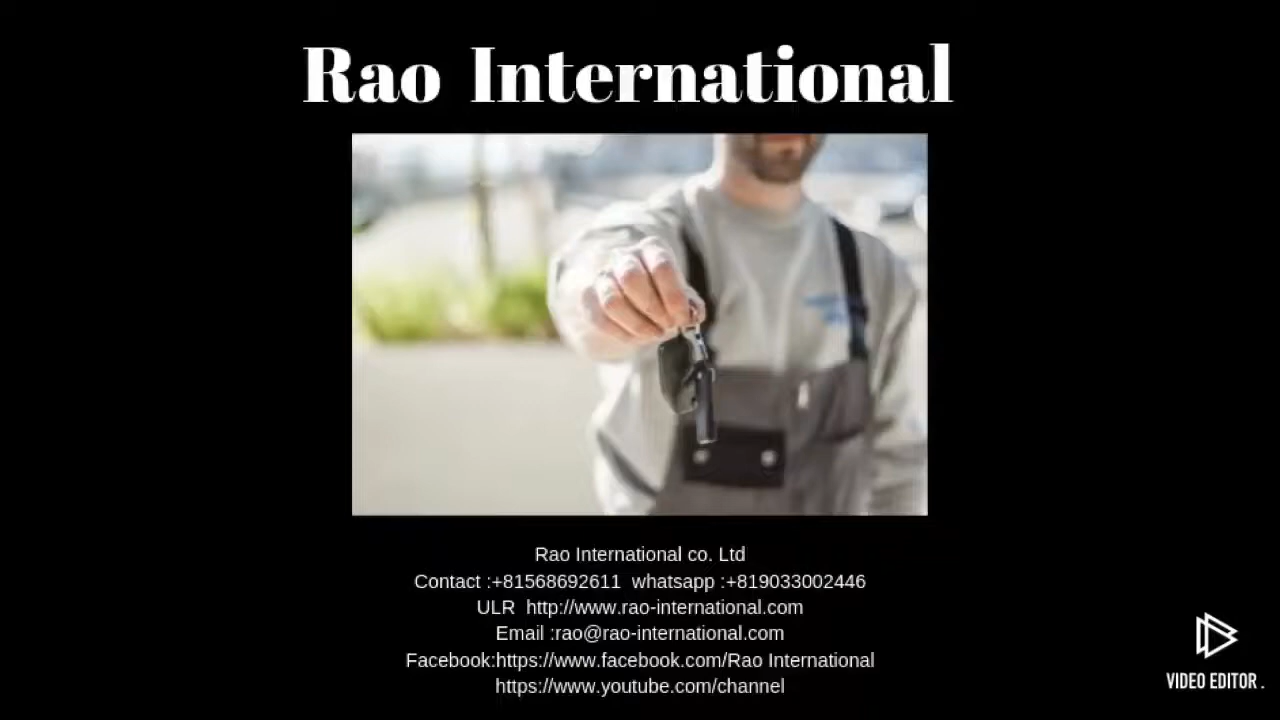 Rao International
Rao International co. Ltd
Contact :+81568692611 whatsapp :+819033002446
ULR http://www.rao-international.com
Email :rao@rao-international.com
Facebook:https://www.facebook.com/Rao International
https://www.youtube.com/channel
VIDEO EDITOR .